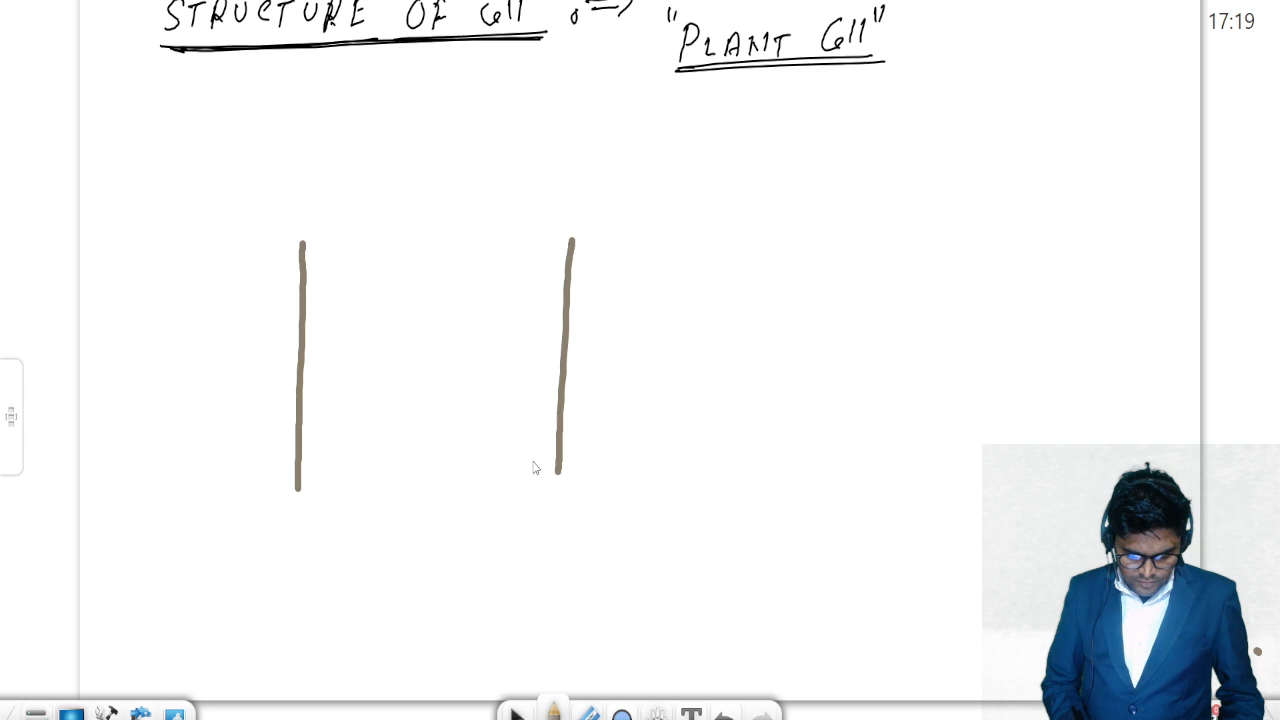 STRUCTURE OF Cell :=>
"PLANT Cell"
17:19